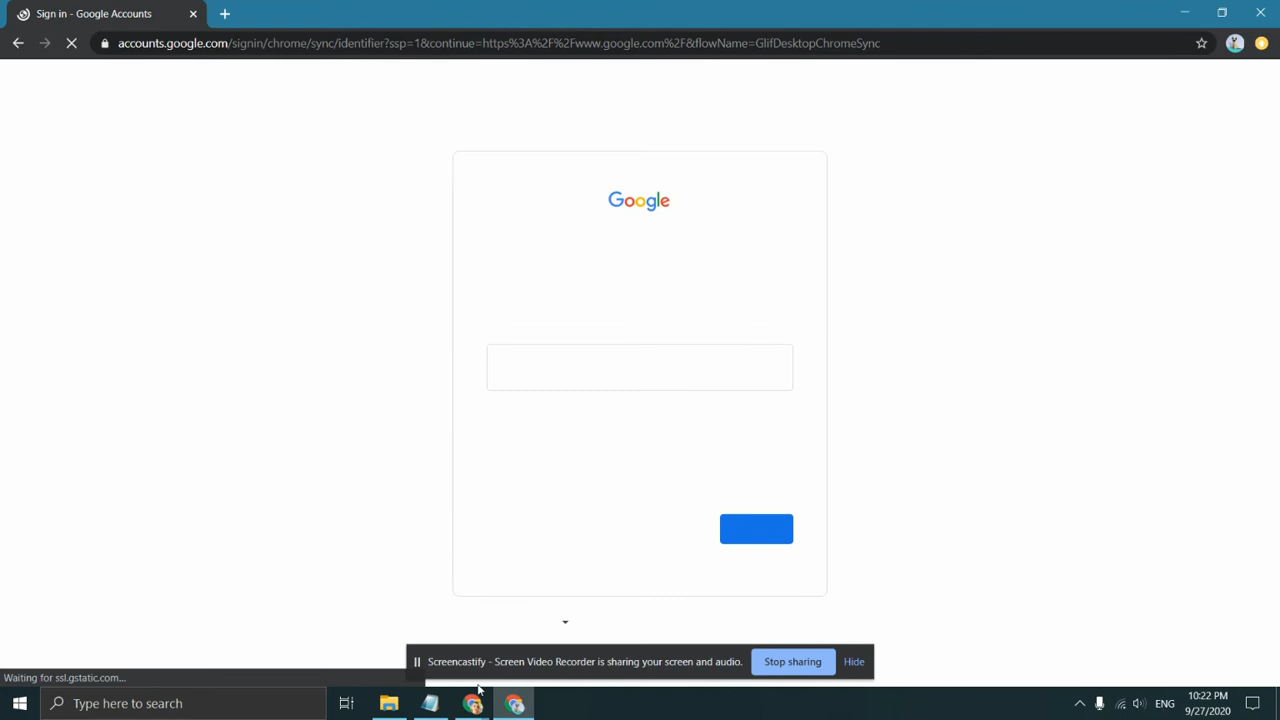 Sign in - Google Accounts
accounts.google.com/signin/chrome/sync/identifier?ssp=1&continue=https%3A%2F%2Fwww.google.com%2F&flowName=GlifDesktopChromeSync
Google
Screencastify - Screen Video Recorder is sharing your screen and audio.
Stop sharing
Hide
Waiting for ssl.gstatic.com...
Type here to search
ENG
10:22 PM
9/27/2020